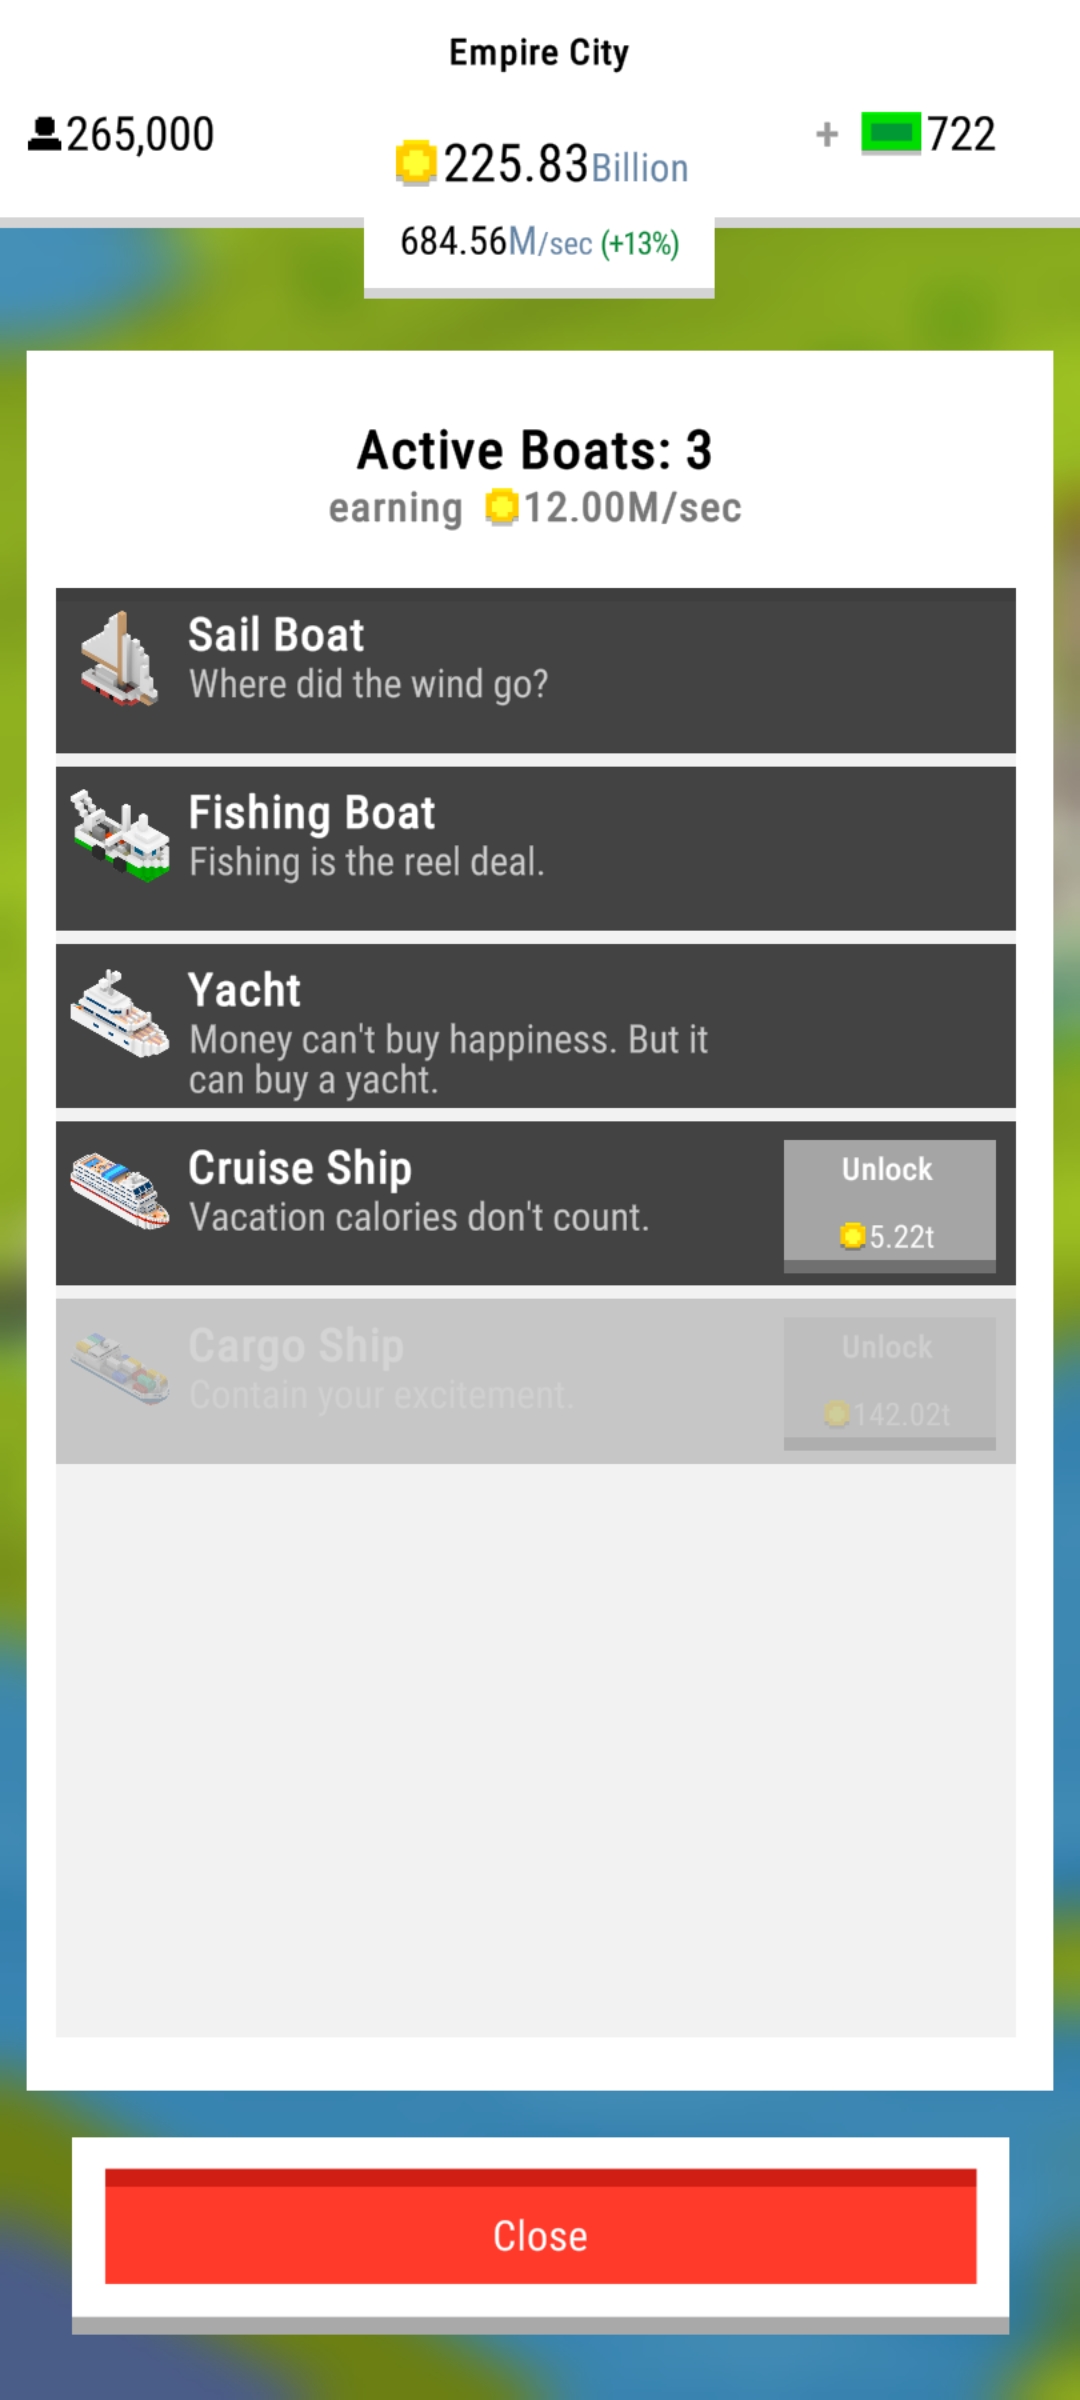 Empire City
265,000
225.83Billion
+ 722
684.56M/sec (+13%)
Active Boats: 3
earning 12.00M/sec
Sail Boat
Where did the wind go?
Fishing Boat
Fishing is the reel deal.
Yacht
Money can't buy happiness. But it
can buy a yacht.
Cruise Ship
Vacation calories don't count.
Unlock
5.22t
Cargo Ship
Contain your excitement.
Unlock
142.02t
Close